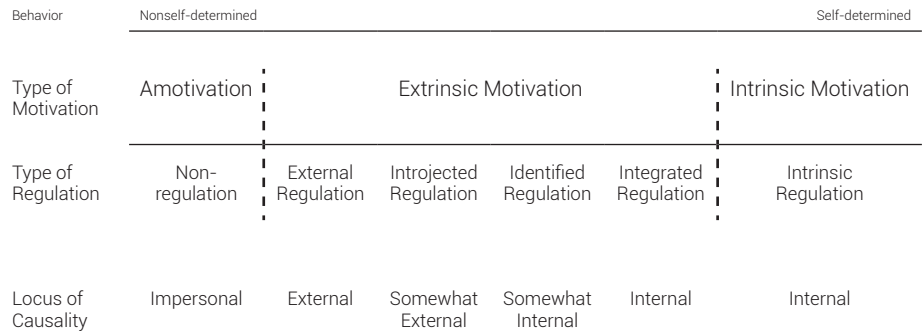 Behavior Nonself-determined Self-determined
Type of Motivation Amotivation Extrinsic Motivation Intrinsic Motivation
Type of Regulation Non-regulation External Regulation Introjected Regulation Identified Regulation Integrated Regulation Intrinsic Regulation
Locus of Causality Impersonal External Somewhat External Somewhat Internal Internal Internal